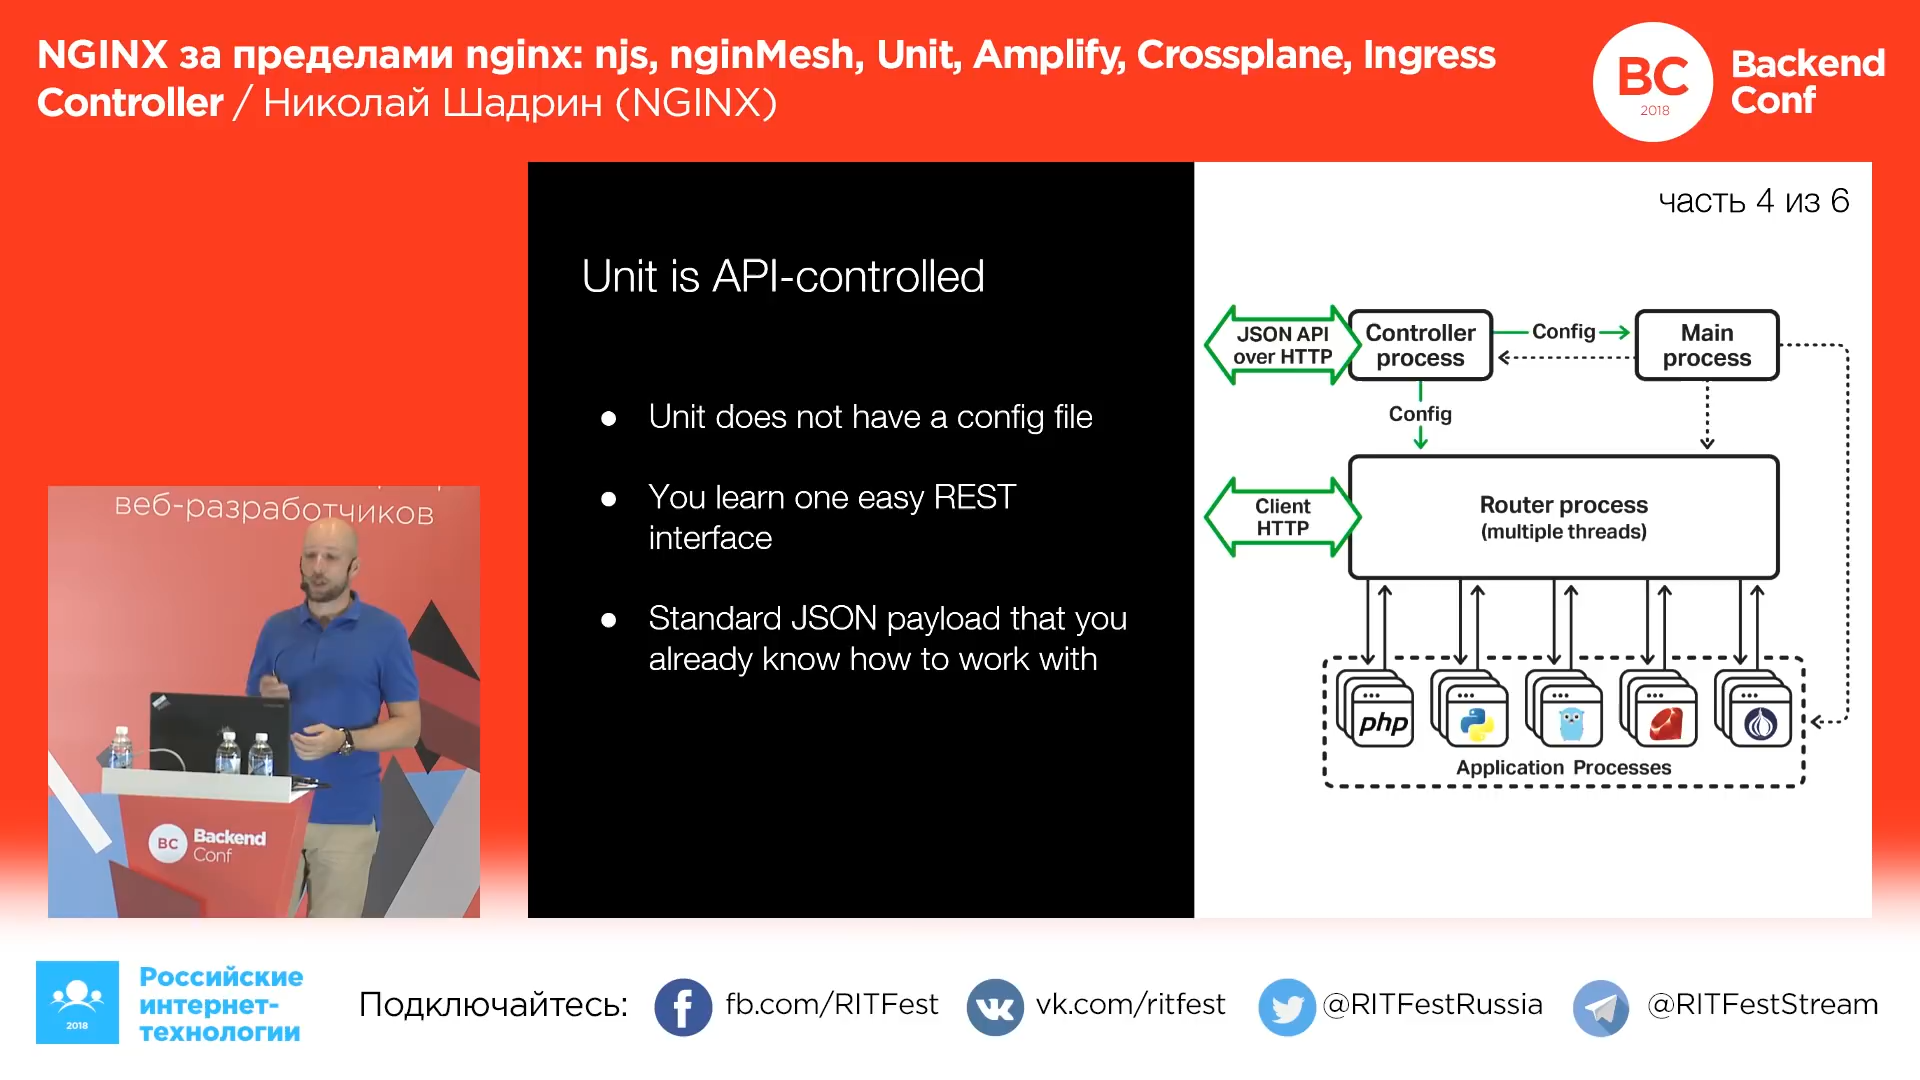 NGINX за пределами nginx: njs, nginMesh, Unit, Amplify, Crossplane, Ingress
Controller / Николай Шадрин (NGINX)
BC
2018
Backend
Conf
часть 4 из 6
Unit is API-controlled
● Unit does not have a config file
● You learn one easy REST
interface
● Standard JSON payload that you
already know how to work with
JSON API
over HTTP
Controller
process
Config
Main
process
Config
Client
HTTP
Router process
(multiple threads)
php
Application Processes
веб-разработчиков
BC
Backend
Conf
2018
Российские
интернет-
технологии
Подключайтесь:
fb.com/RITFest
vk.com/ritfest
@RITFestRussia
@RITFestStream